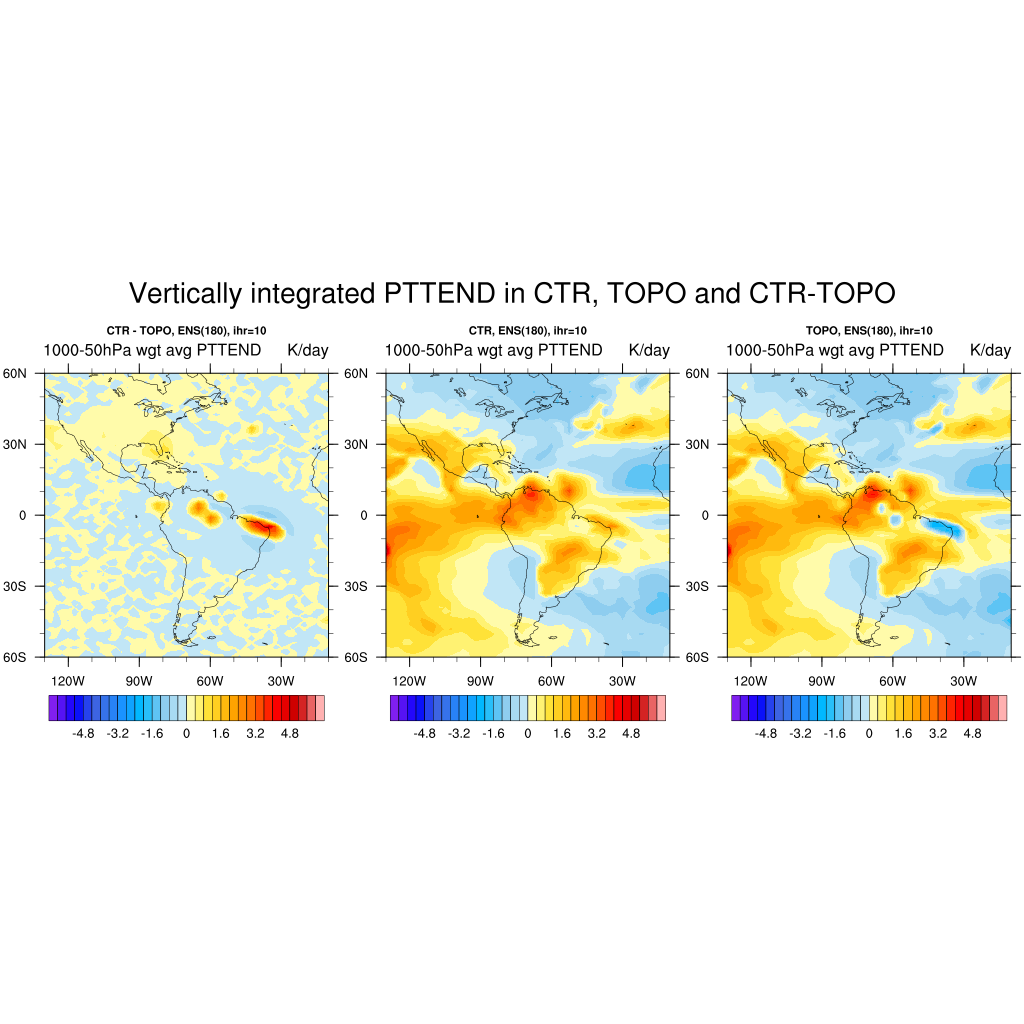 Vertically integrated PTTEND in CTR, TOPO and CTR-TOPO
CTR - TOPO, ENS(180), ihr=10
1000-50hPa wgt avg PTTEND K/day
60N
30N
0
30S
60S
120W 90W 60W 30W
-4.8 -3.2 -1.6 0 1.6 3.2 4.8
CTR, ENS(180), ihr=10
1000-50hPa wgt avg PTTEND K/day
60N
30N
0
30S
60S
120W 90W 60W 30W
-4.8 -3.2 -1.6 0 1.6 3.2 4.8
TOPO, ENS(180), ihr=10
1000-50hPa wgt avg PTTEND K/day
60N
30N
0
30S
60S
120W 90W 60W 30W
-4.8 -3.2 -1.6 0 1.6 3.2 4.8